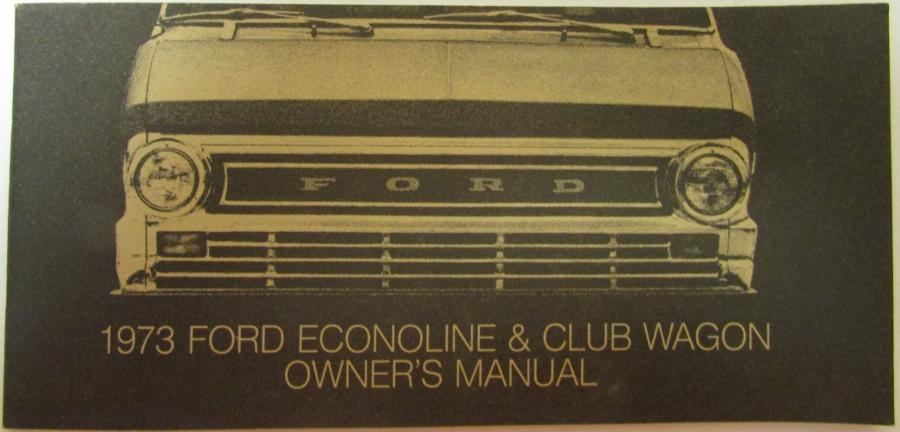 FORD
1973 FORD ECONOLINE & CLUB WAGON
OWNER'S MANUAL